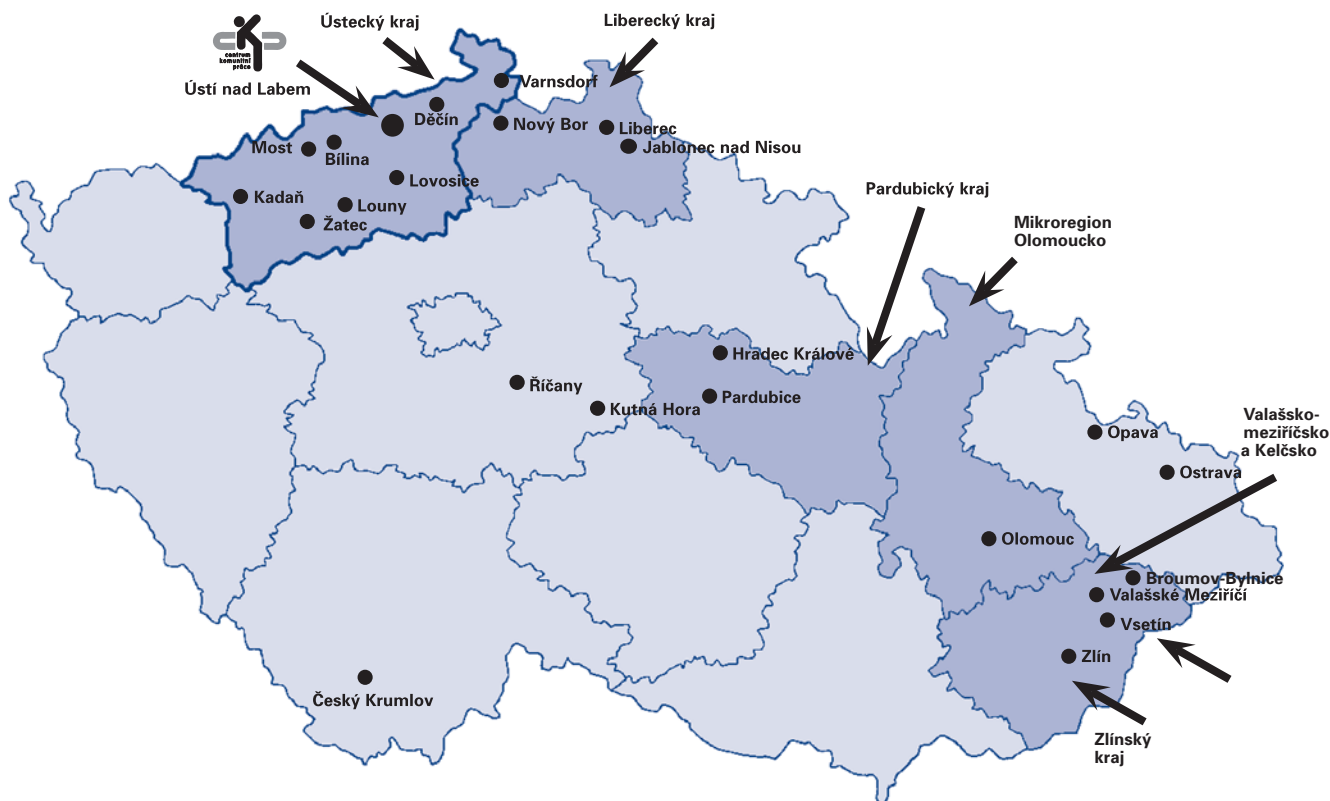 Ústecký kraj
Liberecký kraj
centrum
komunitní
práce
Ústí nad Labem
Varnsdorf
Děčín
Nový Bor
Liberec
Jablonec nad Nisou
Most
Bílina
Lovosice
Kadaň
Louny
Žatec
Pardubický kraj
Mikroregion
Olomoucko
Hradec Králové
Říčany
Pardubice
Kutná Hora
Valašsko-
meziříčsko
a Kelčsko
Opava
Ostrava
Olomouc
Broumov-Bylnice
Valašské Meziříčí
Vsetín
Zlín
Český Krumlov
Zlínský
kraj